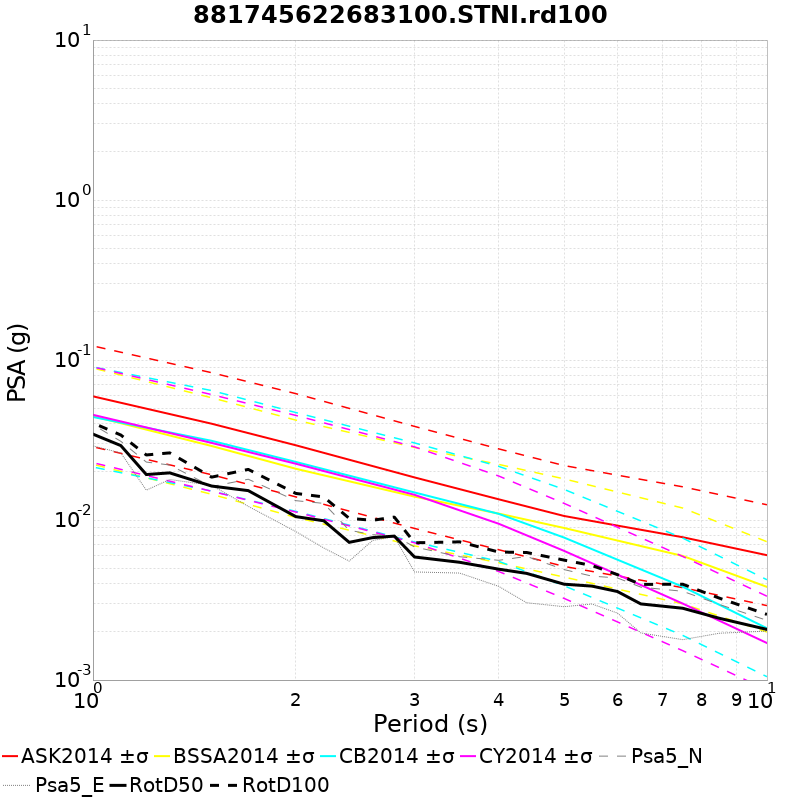 881745622683100.STNI.rd100
10^1
10^0
10^-1
10^-2
10^-3
PSA (g)
10^0 2 3 4 5 6 7 8 9 10^1
Period (s)
ASK2014 ±σ BSSA2014 ±σ CB2014 ±σ CY2014 ±σ Psa5_N
Psa5_E RotD50 RotD100